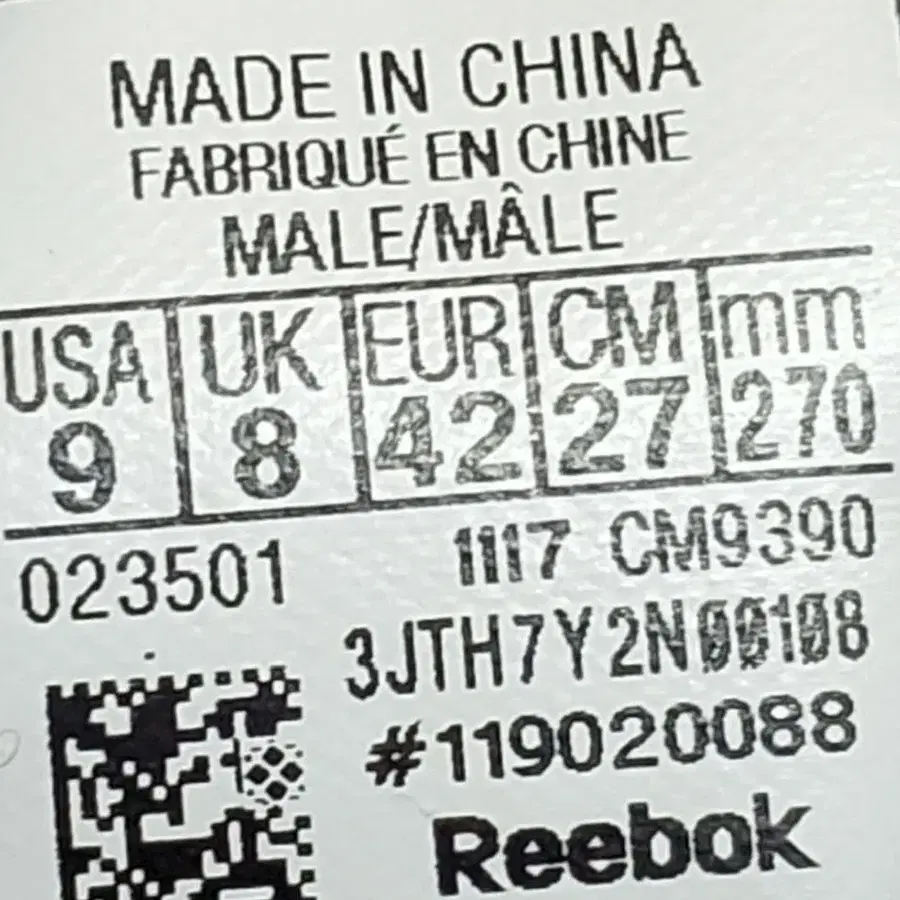 MADE IN CHINA
FABRIQUÉ EN CHINE
MALE/MÂLE
USA UK EUR CM mm
9 8 42 27 270
023501 1117 CM9390
3JTH7Y2N00108
#119020088
Reebok